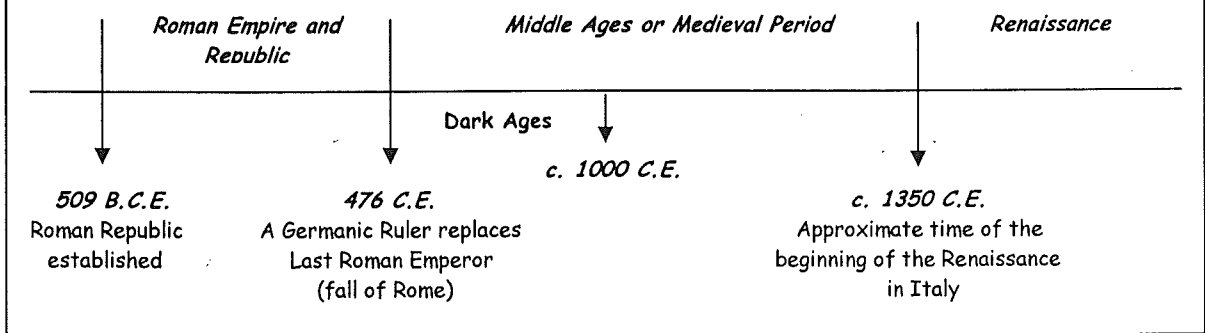 Roman Empire and
Republic
Middle Ages or Medieval Period
Renaissance
Dark Ages
c. 1000 C.E.
509 B.C.E.
Roman Republic
established
476 C.E.
A Germanic Ruler replaces
Last Roman Emperor
(fall of Rome)
c. 1350 C.E.
Approximate time of the
beginning of the Renaissance
in Italy